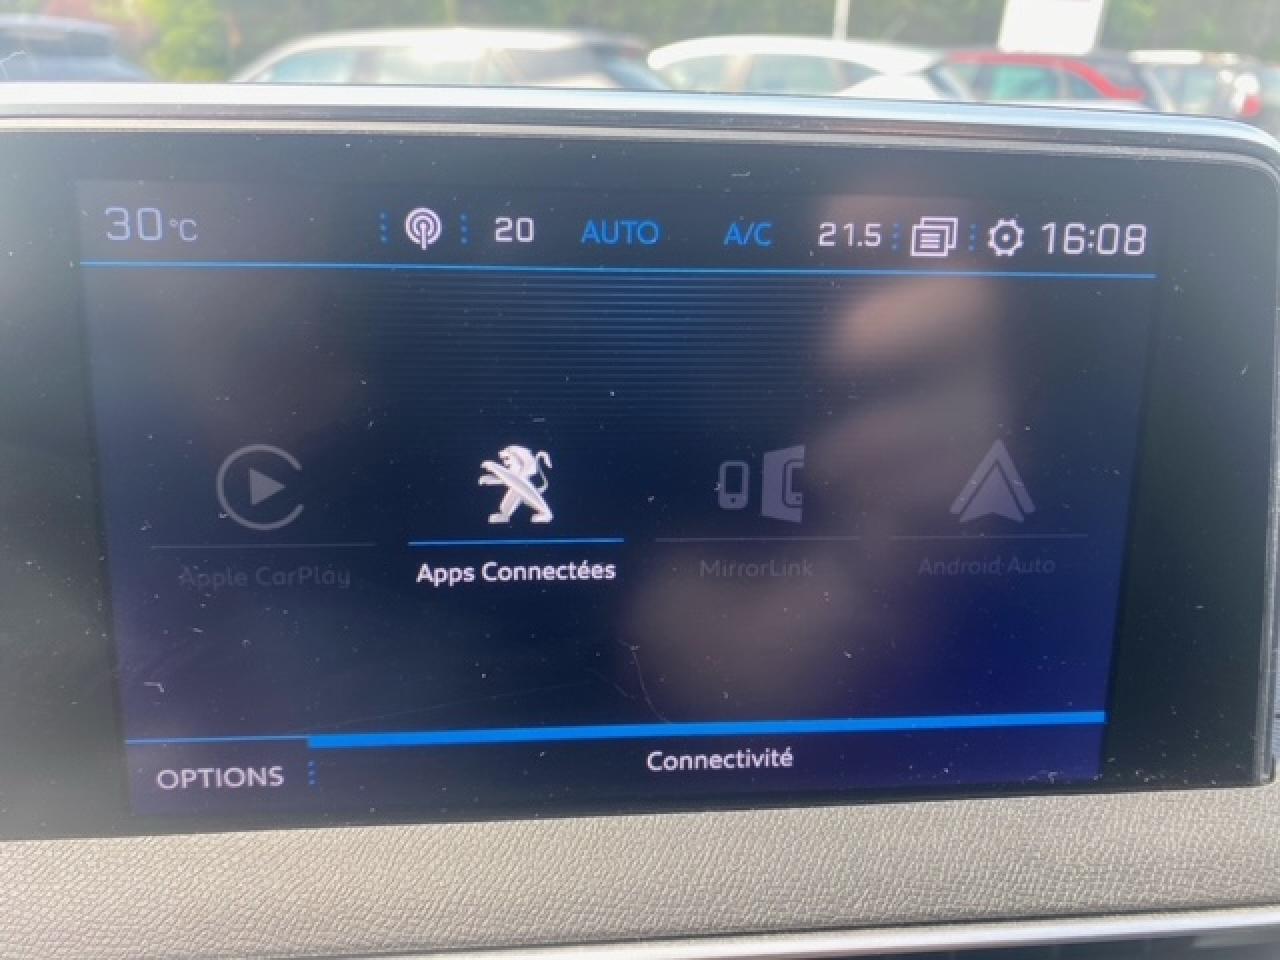 30°C 20 AUTO A/C 21.5 16:08
Apple CarPlay Apps Connectées MirrorLink Android Auto
OPTIONS Connectivité